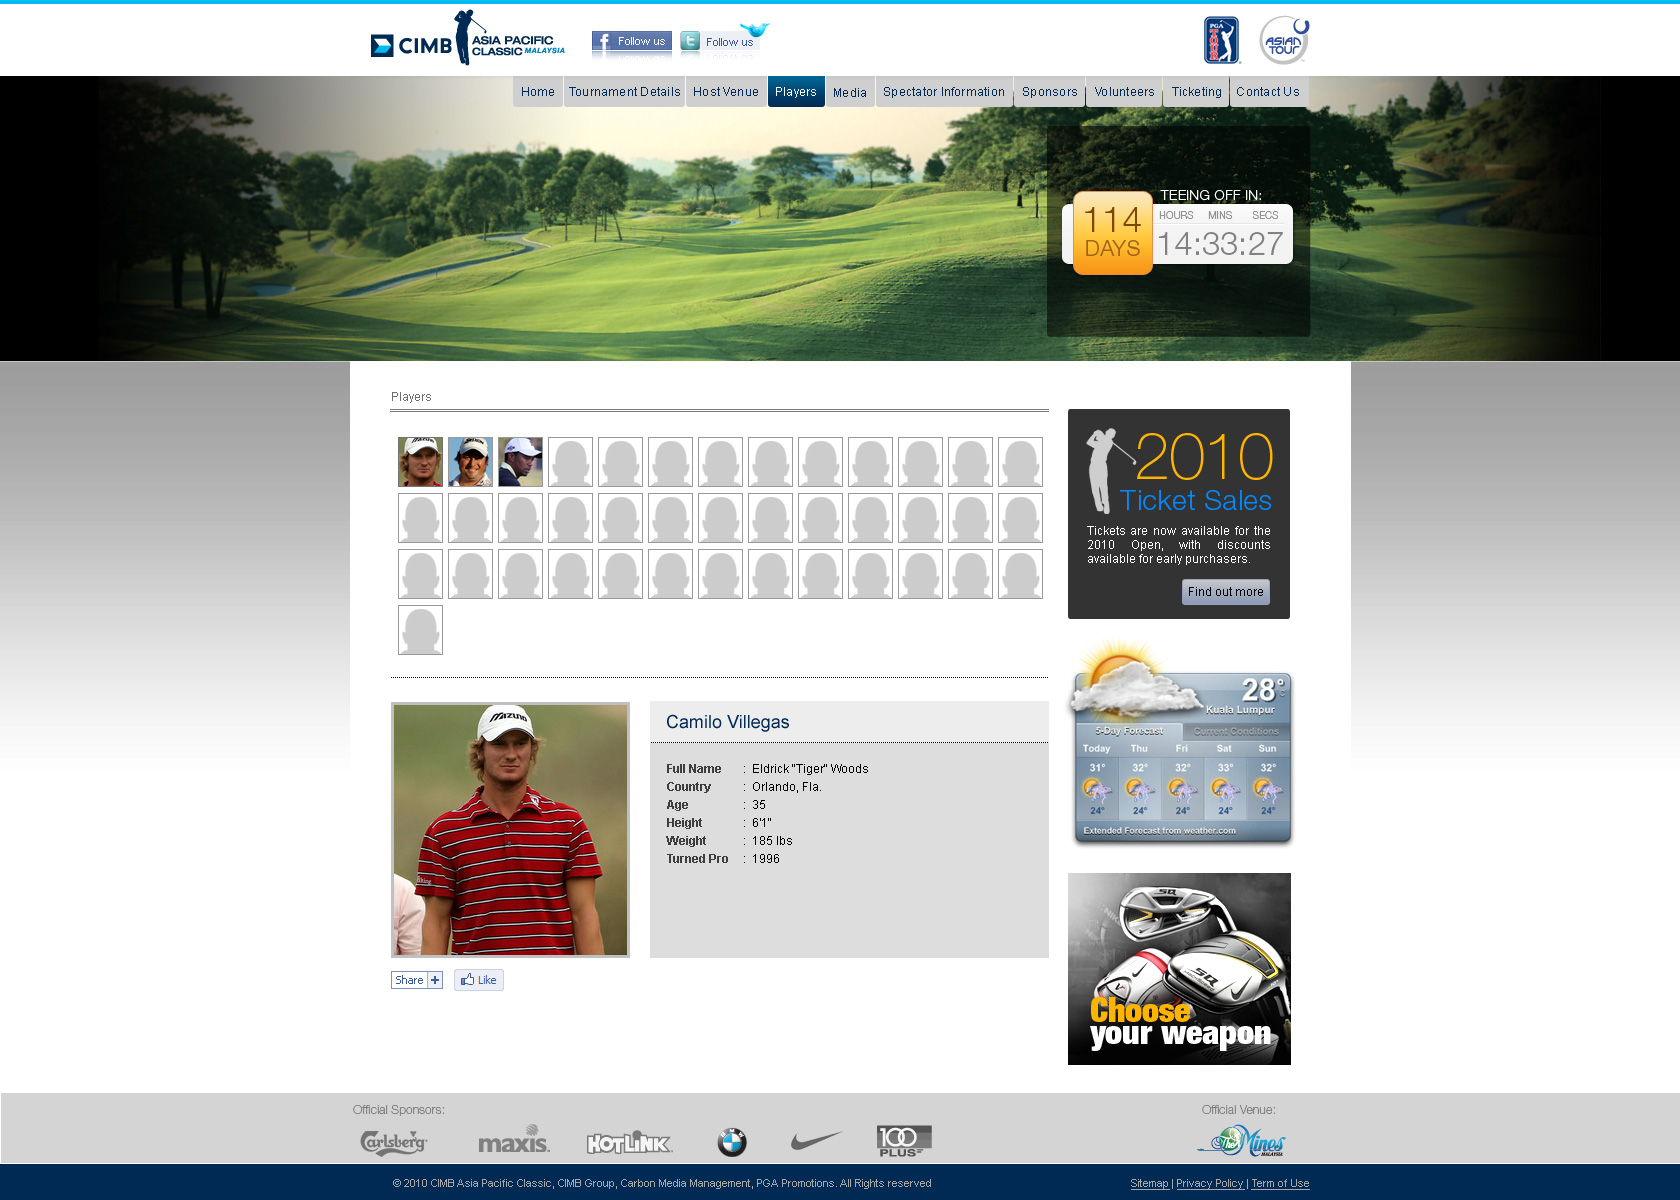 CIMB ASIA PACIFIC
CLASSIC MALAYSIA
Follow us
Follow us
PGA TOUR
ASIAN TOUR
Home
Tournament Details
Host Venue
Players
Media
Spectator Information
Sponsors
Volunteers
Ticketing
Contact Us
TEEING OFF IN:
HOURS MINS SECS
114 DAYS
14:33:27
Players
2010
Ticket Sales
Tickets are now available for the
2010 Open, with discounts
available for early purchasers.
Find out more
MIZUNO
Camilo Villegas
Full Name : Eldrick "Tiger" Woods
Country : Orlando, Fla.
Age : 35
Height : 6'1"
Weight : 185 lbs
Turned Pro : 1996
Share +
Like
28°C
Kuala Lumpur
5-Day Forecast
Current Conditions
Today Thu Fri Sat Sun
31° 32° 32° 33° 32°
24° 24° 24° 24° 24°
Extended Forecast from weather.com
SQ
SQ
Choose
your weapon
Official Sponsors:
Official Venue:
Carlsberg
maxis.
HOTLINK
BMW
100
PLUS
The Mines
MALAYSIA
© 2010 CIMB Asia Pacific Classic, CIMB Group, Carbon Media Management, PGA Promotions. All Rights reserved
Sitemap | Privacy Policy | Term of Use